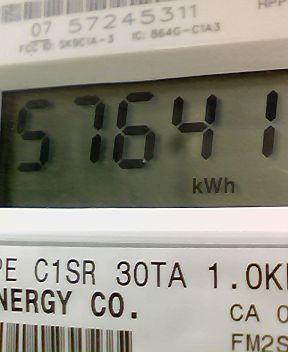 HPP
07 57245311
FCC ID: SK9C1A-3 IC: 864G-C1A3
57641
kWh
PE C1SR 30TA 1.0K
NERGY CO.
CA 0
FM2S